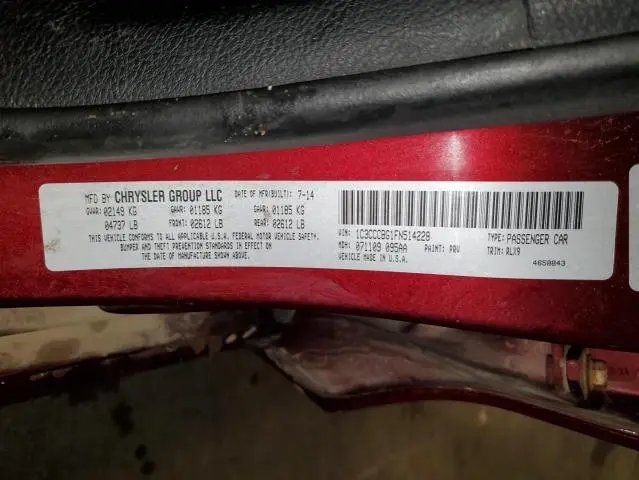 MFD BY CHRYSLER GROUP LLC DATE OF MFR(BUILT): 7-14
GVWR: 02149 KG GAWR: 01185 KG GAWR: 01185 KG
04737 LB FRONT: 02612 LB REAR: 02612 LB
THIS VEHICLE CONFORMS TO ALL APPLICABLE U.S.A. FEDERAL MOTOR VEHICLE SAFETY,
BUMPER AND THEFT PREVENTION STANDARDS IN EFFECT ON
THE DATE OF MANUFACTURE SHOWN ABOVE.
VIN: 1C3CCCBG1FN514228 TYPE: PASSENGER CAR
MDH: 071109 095AA PAINT: PRV TRIM: RLX9
VEHICLE MADE IN U.S.A. 4650043